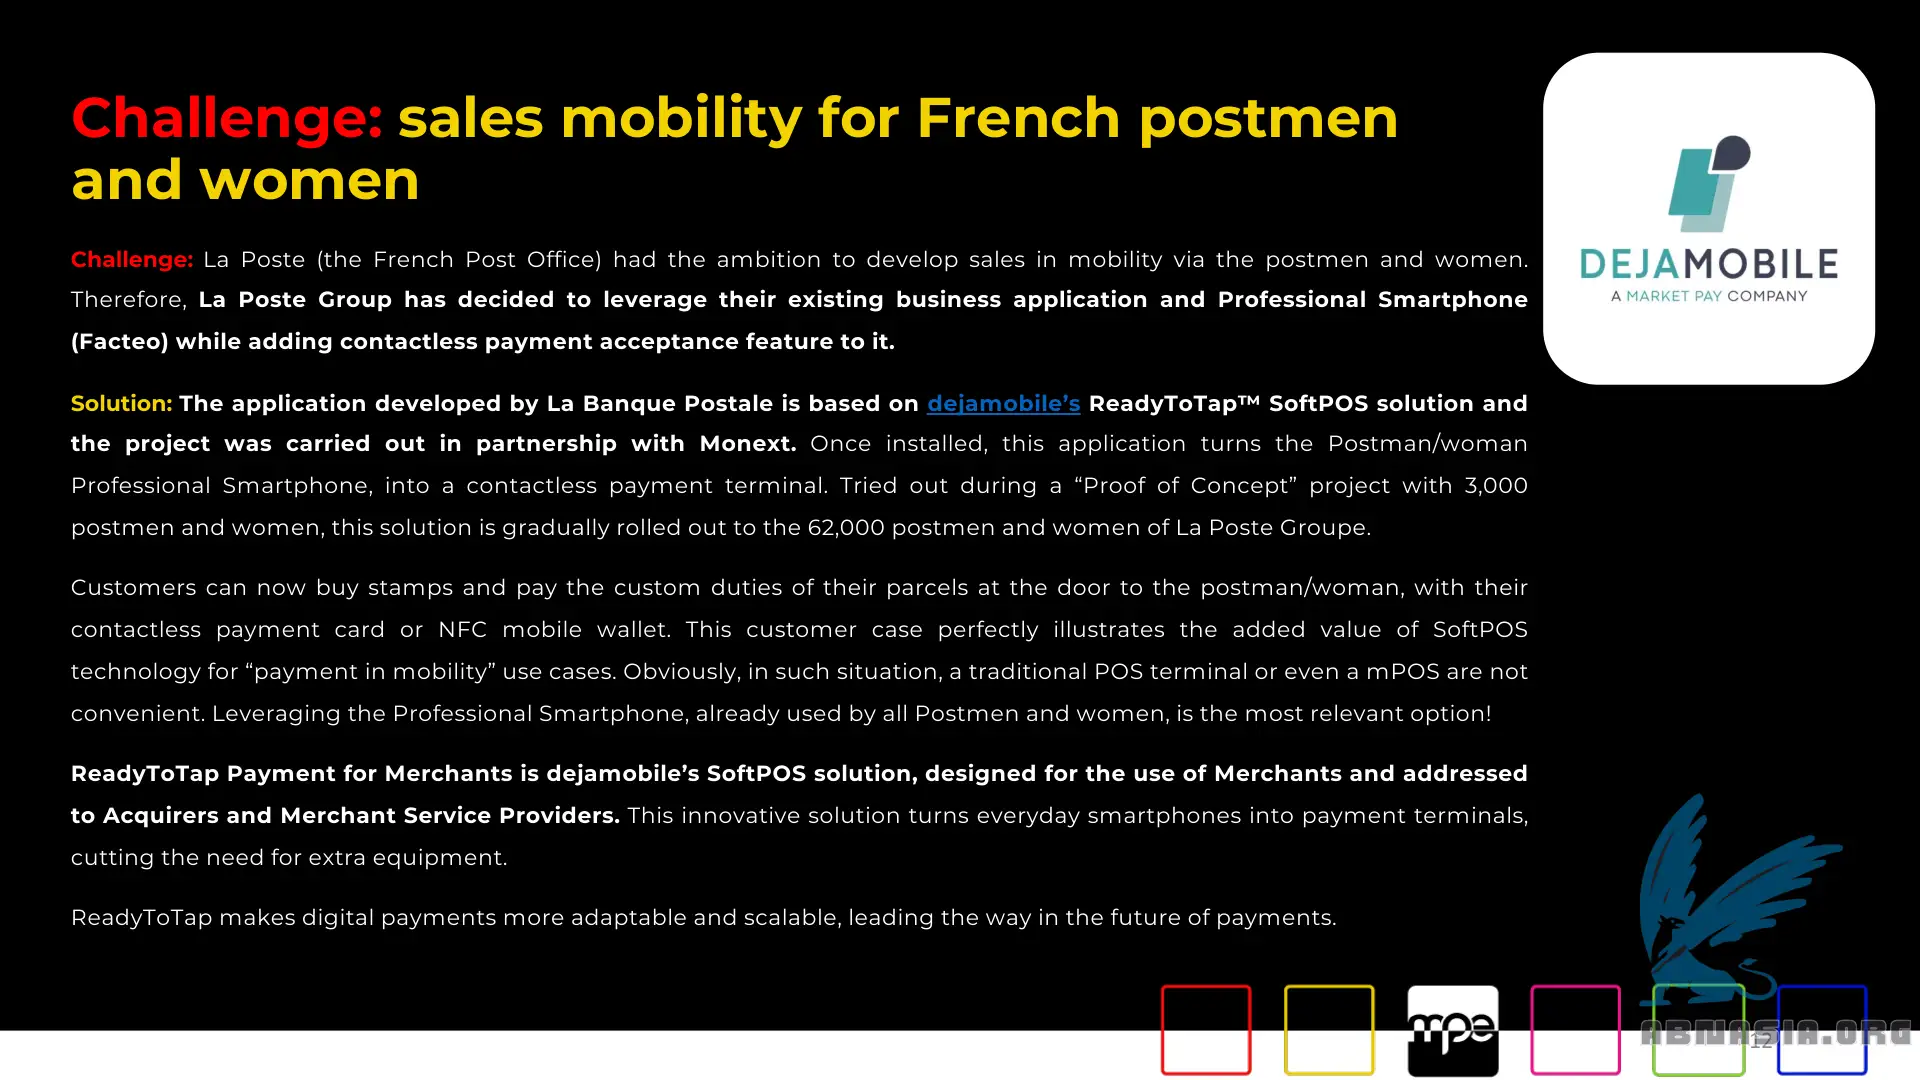 Challenge: sales mobility for French postmen
and women
Challenge: La Poste (the French Post Office) had the ambition to develop sales in mobility via the postmen and women.
Therefore, La Poste Group has decided to leverage their existing business application and Professional Smartphone
(Facteo) while adding contactless payment acceptance feature to it.
Solution: The application developed by La Banque Postale is based on dejamobile’s ReadyToTap™ SoftPOS solution and
the project was carried out in partnership with Monext. Once installed, this application turns the Postman/woman
Professional Smartphone, into a contactless payment terminal. Tried out during a “Proof of Concept” project with 3,000
postmen and women, this solution is gradually rolled out to the 62,000 postmen and women of La Poste Groupe.
Customers can now buy stamps and pay the custom duties of their parcels at the door to the postman/woman, with their
contactless payment card or NFC mobile wallet. This customer case perfectly illustrates the added value of SoftPOS
technology for “payment in mobility” use cases. Obviously, in such situation, a traditional POS terminal or even a mPOS are not
convenient. Leveraging the Professional Smartphone, already used by all Postmen and women, is the most relevant option!
ReadyToTap Payment for Merchants is dejamobile’s SoftPOS solution, designed for the use of Merchants and addressed
to Acquirers and Merchant Service Providers. This innovative solution turns everyday smartphones into payment terminals,
cutting the need for extra equipment.
ReadyToTap makes digital payments more adaptable and scalable, leading the way in the future of payments.
DEJAMOBILE
A MARKET PAY COMPANY
mpe
12
ABNASIA.ORG